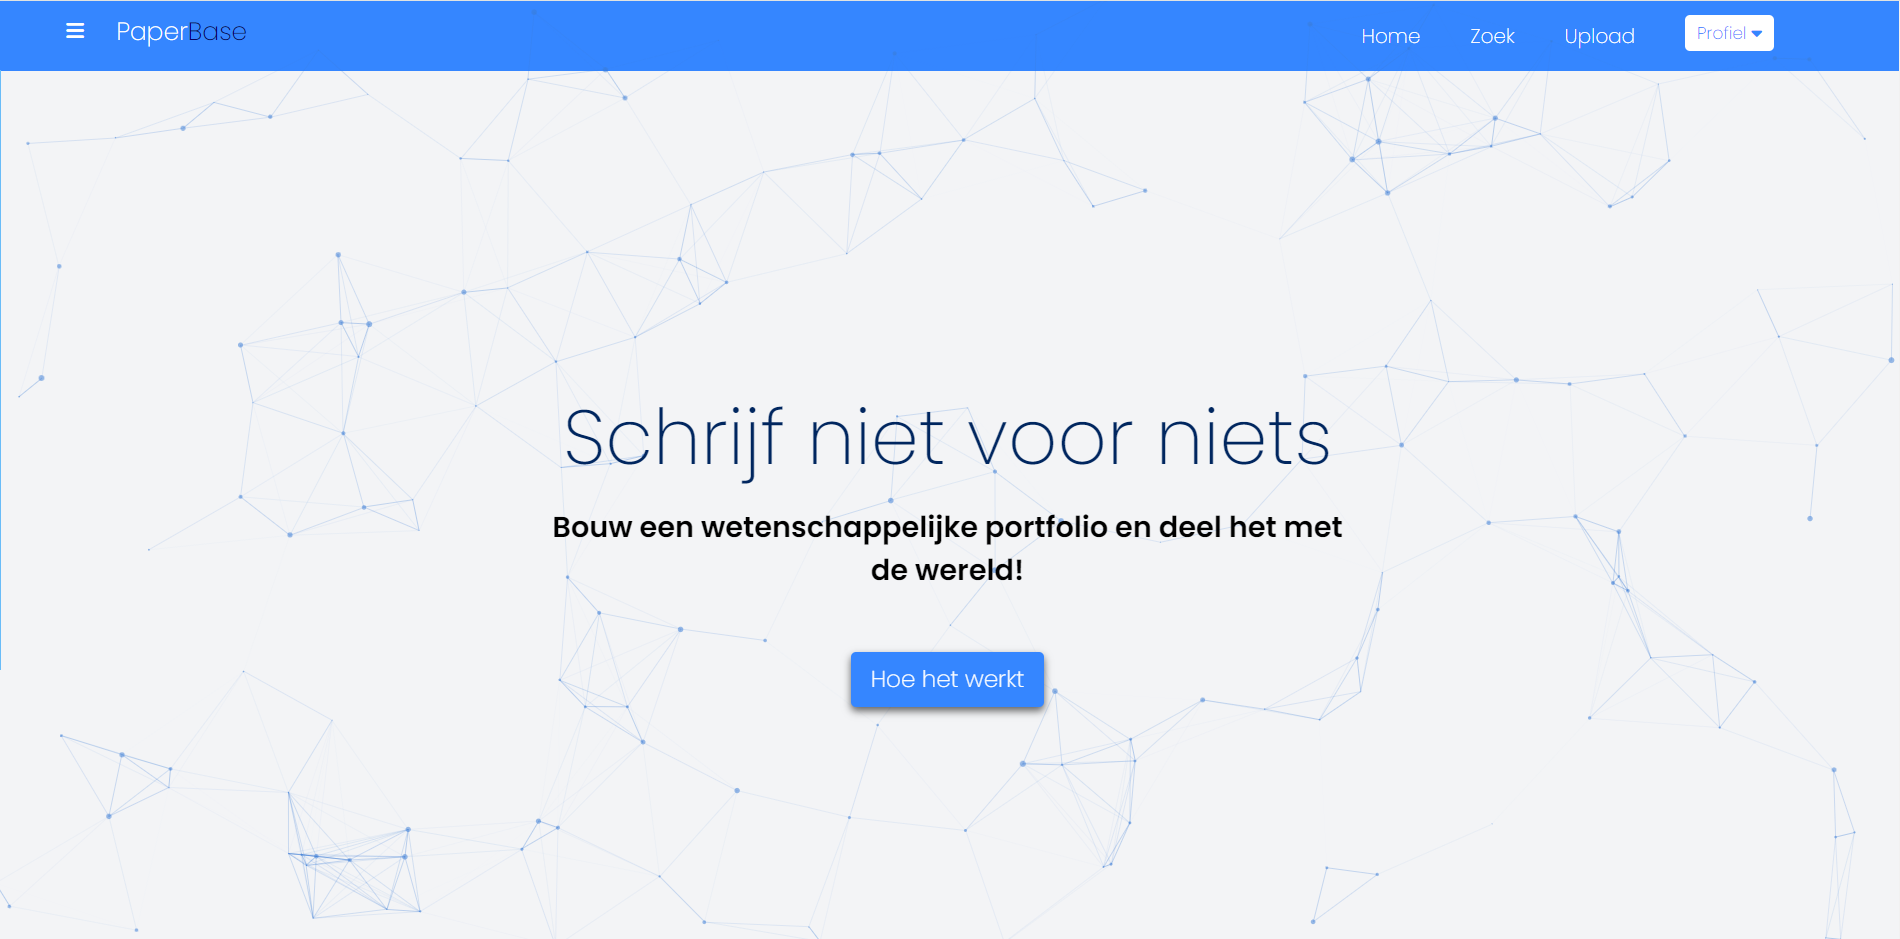 PaperBase
Home Zoek Upload Profiel
Schrijf niet voor niets
Bouw een wetenschappelijke portfolio en deel het met
de wereld!
Hoe het werkt